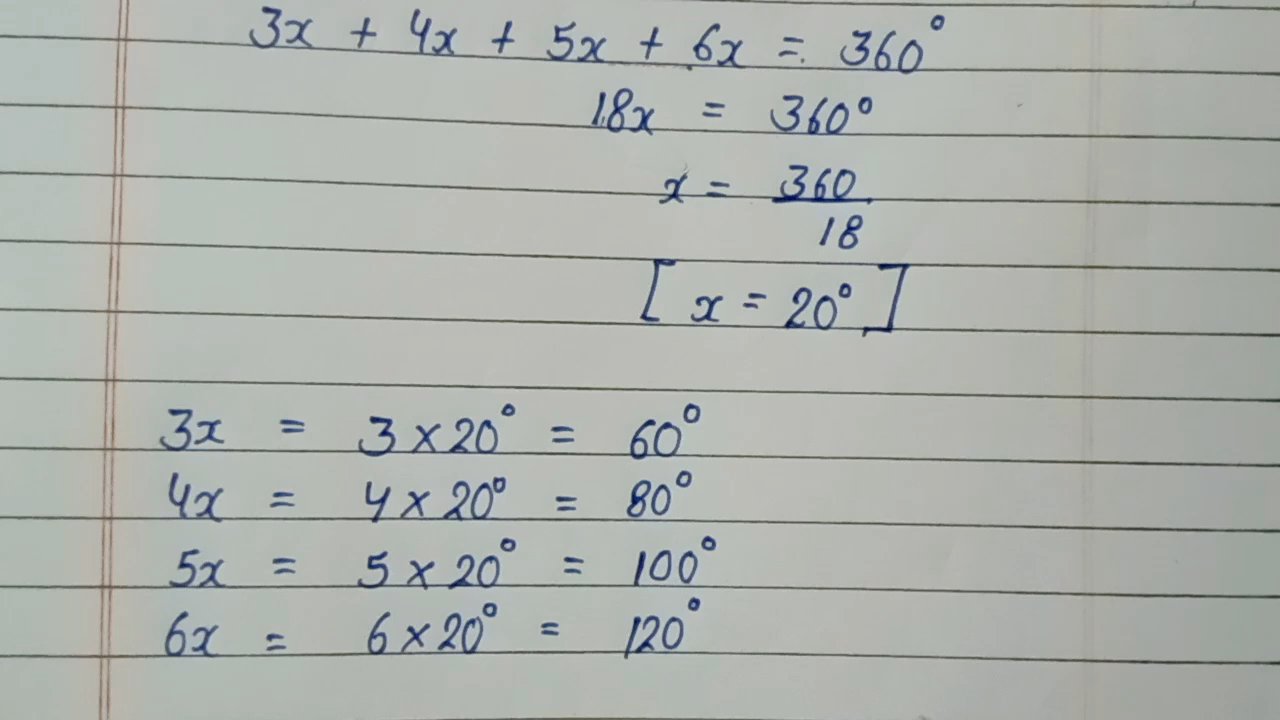 3x + 4x + 5x + 6x = 360°
18x = 360°
x = 360/18
[ x = 20° ]
3x = 3 × 20° = 60°
4x = 4 × 20° = 80°
5x = 5 × 20° = 100°
6x = 6 × 20° = 120°